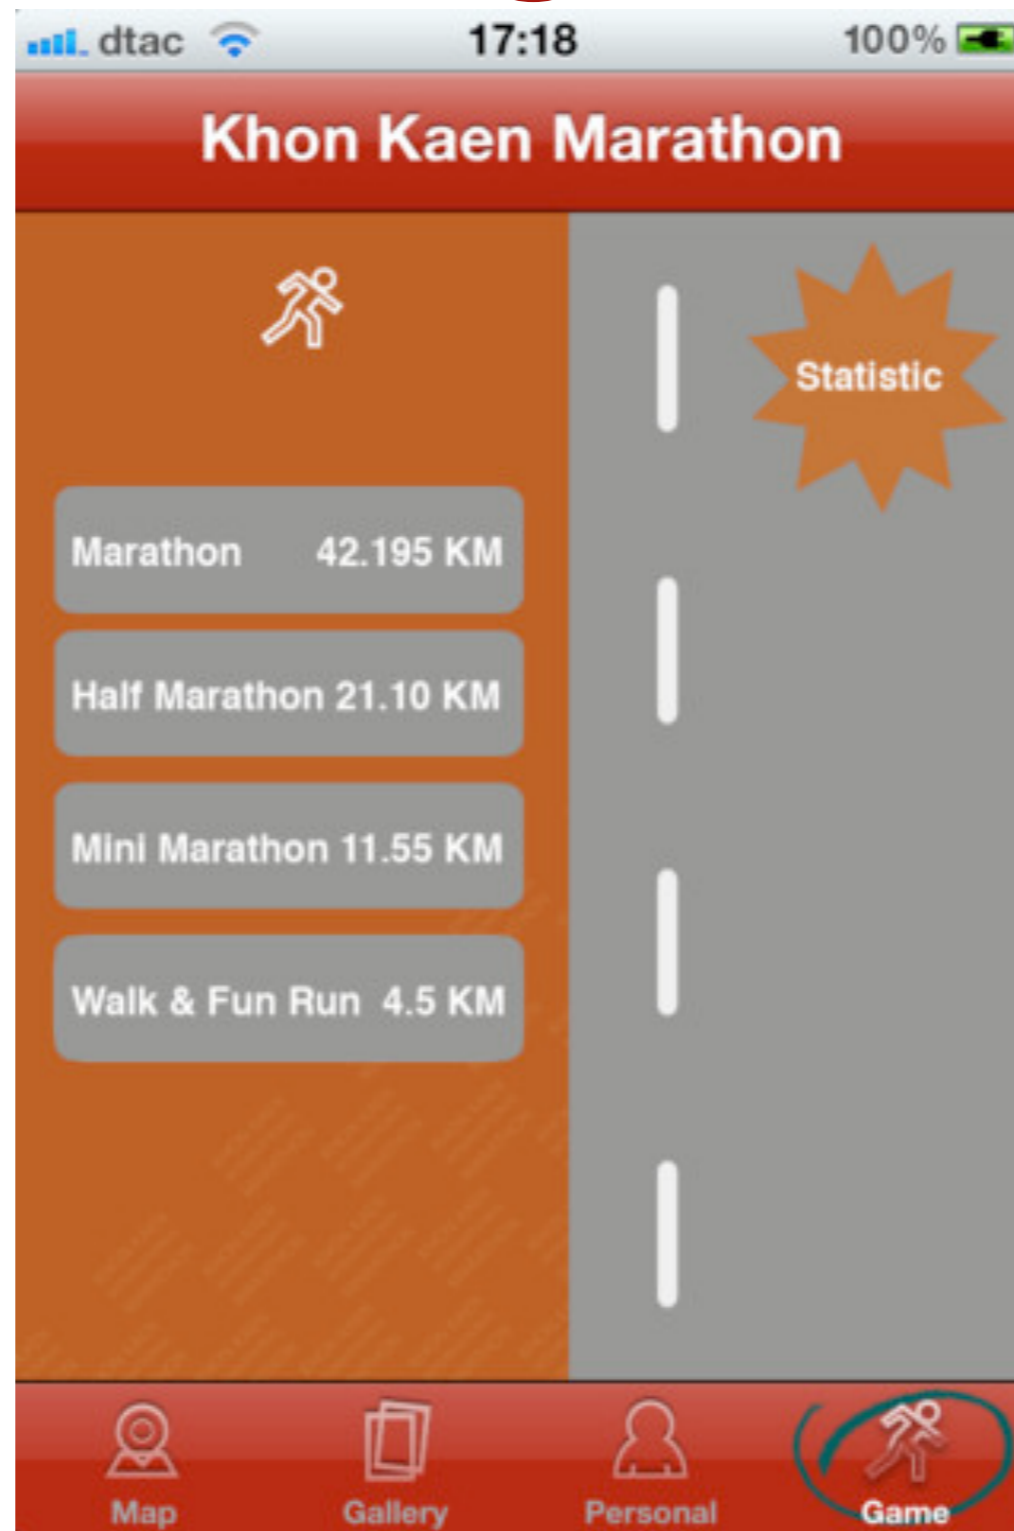 dtac 17:18 100%
Khon Kaen Marathon
Statistic
Marathon 42.195 KM
Half Marathon 21.10 KM
Mini Marathon 11.55 KM
Walk & Fun Run 4.5 KM
Map Gallery Personal Game